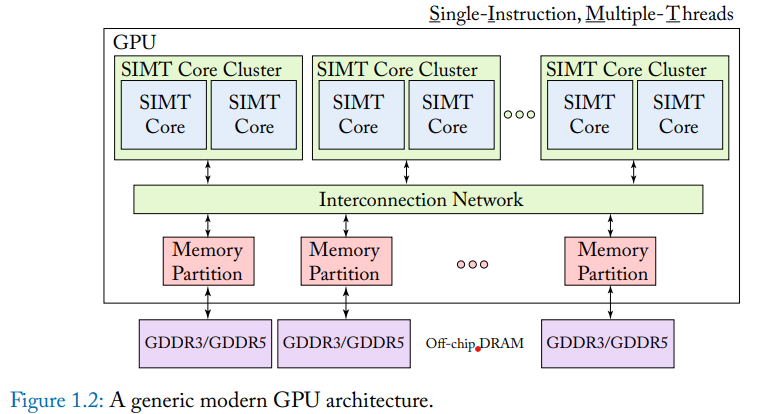 Single-Instruction, Multiple-Threads
GPU
SIMT Core Cluster
SIMT Core Cluster
SIMT Core Cluster
SIMT
Core
SIMT
Core
SIMT
Core
SIMT
Core
SIMT
Core
SIMT
Core
Interconnection Network
Memory
Partition
Memory
Partition
Memory
Partition
GDDR3/GDDR5
GDDR3/GDDR5
Off-chip DRAM
GDDR3/GDDR5
Figure 1.2: A generic modern GPU architecture.